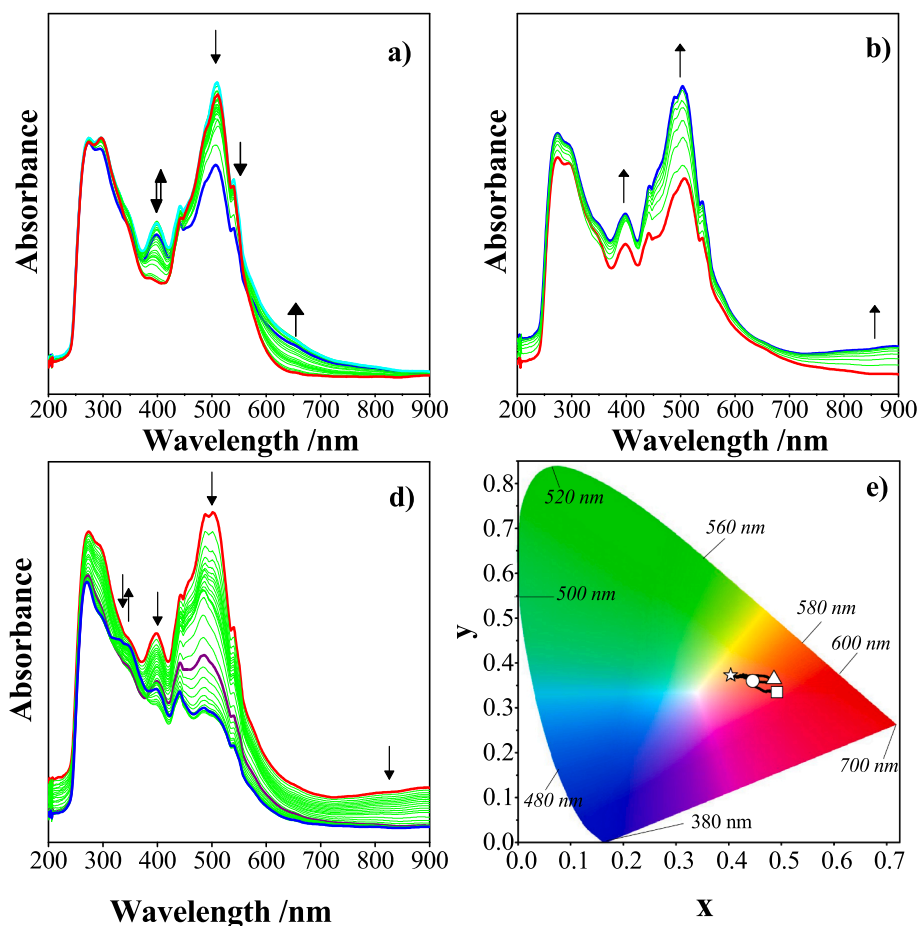 a)
Absorbance
200 300 400 500 600 700 800 900
Wavelength /nm
b)
Absorbance
200 300 400 500 600 700 800 900
Wavelength /nm
d)
Absorbance
200 300 400 500 600 700 800 900
Wavelength /nm
e)
0.8
0.7
0.6
0.5
0.4
0.3
0.2
0.1
0.0
y
520 nm
560 nm
500 nm
580 nm
600 nm
700 nm
480 nm
380 nm
0.0 0.1 0.2 0.3 0.4 0.5 0.6 0.7
x